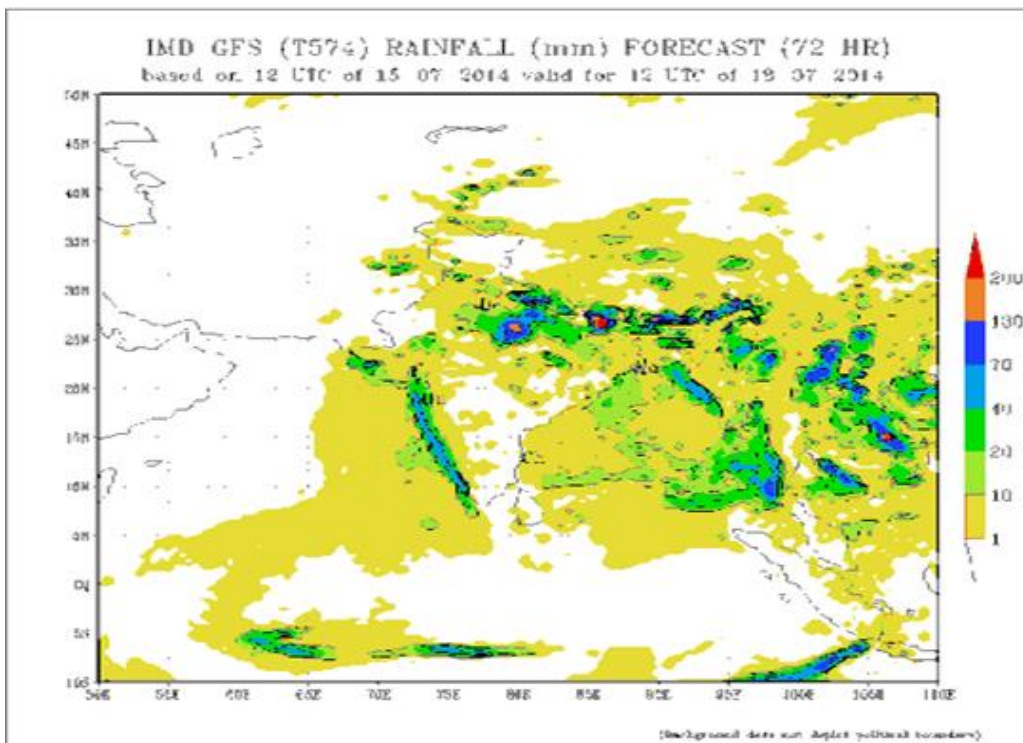 IMD GFS (T574) RAINFALL (mm) FORECAST (72 HR)
based on 12 UTC of 15 07 2014 valid for 12 UTC of 18 07 2014
50N
45N
40N
35N
30N
25N
20N
15N
10N
5N
5S
10S
50E 55E 60E 65E 70E 75E 80E 85E 90E 95E 100E 105E 110E
200
130
70
40
20
10
1
(Background does not depict political boundary)